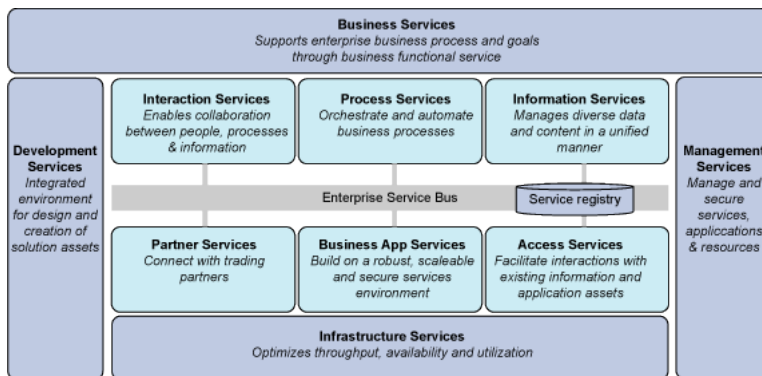 Business Services
Supports enterprise business process and goals
through business functional service
Development
Services
Integrated
environment
for design and
creation of
solution assets
Interaction Services
Enables collaboration
between people, processes
& information
Process Services
Orchestrate and automate
business processes
Information Services
Manages diverse data
and content in a unified
manner
Management
Services
Manage and
secure
services,
applications
& resources
Enterprise Service Bus
Service registry
Partner Services
Connect with trading
partners
Business App Services
Build on a robust, scaleable
and secure services
environment
Access Services
Facilitate interactions with
existing information and
application assets
Infrastructure Services
Optimizes throughput, availability and utilization